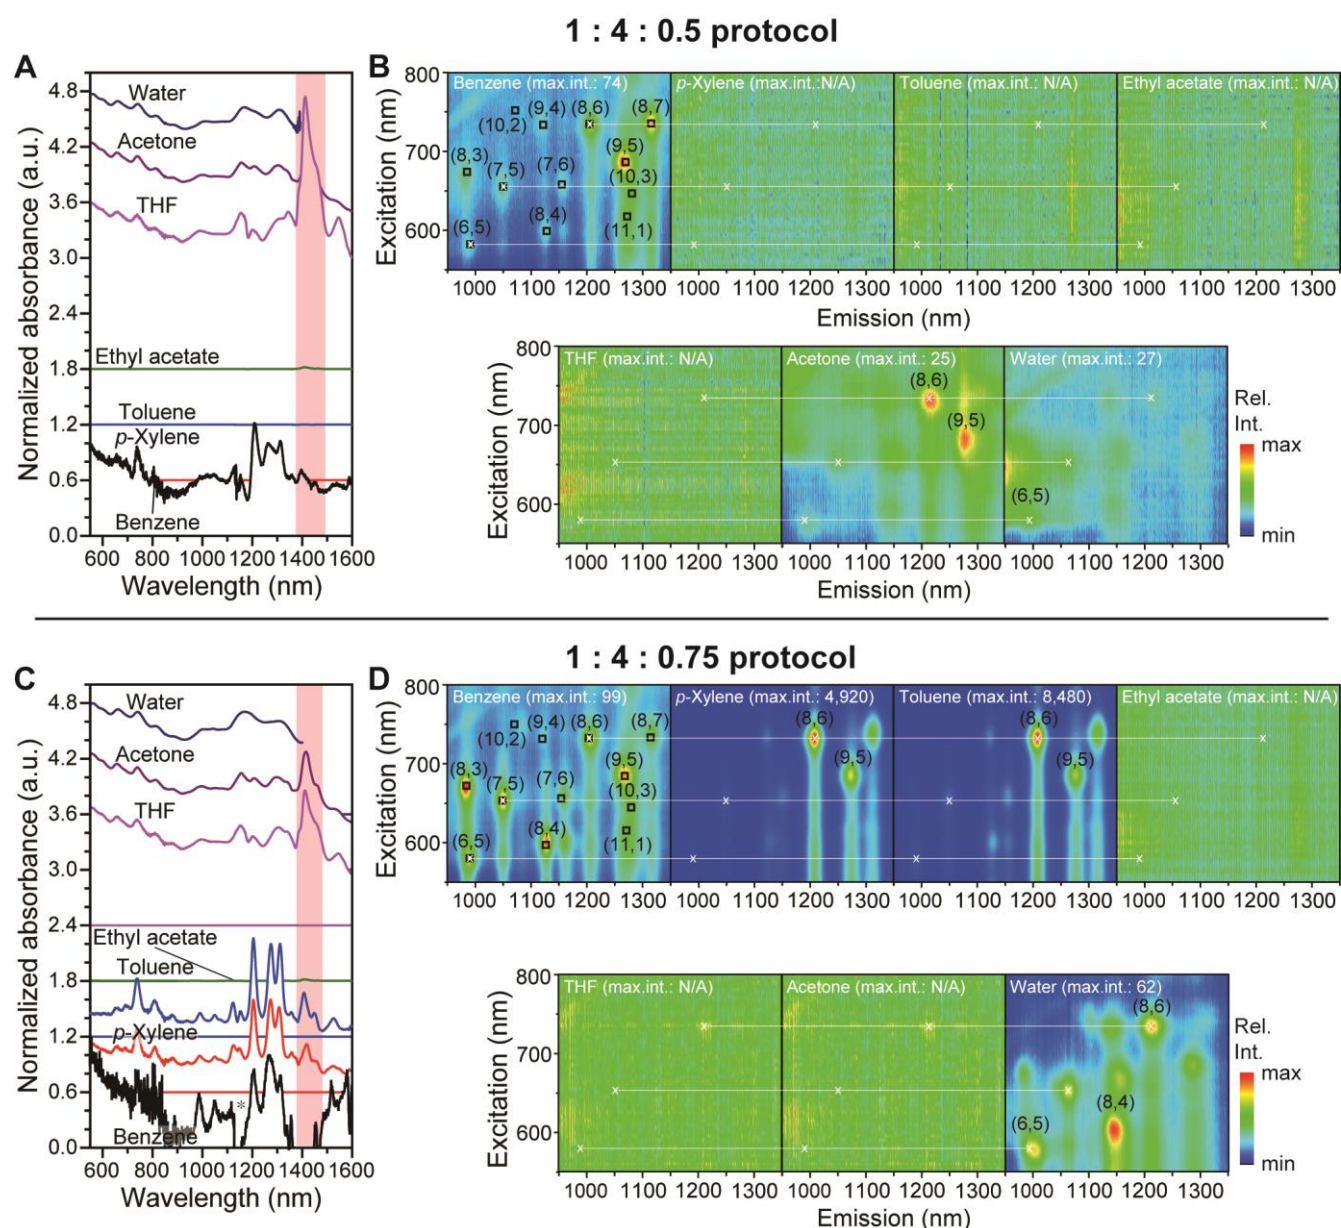 1 : 4 : 0.5 protocol
A
Normalized absorbance (a.u.)
4.8
4.2
3.6
3.0
2.4
1.8
1.2
0.6
0.0
Water
Acetone
THF
Ethyl acetate
Toluene
p-Xylene
Benzene
600 800 1000 1200 1400 1600
Wavelength (nm)
B
Excitation (nm)
800
700
600
Benzene (max.int.: 74)
(10,2)
(9,4)
(8,6)
(8,7)
(8,3)
(7,5)
(7,6)
(9,5)
(10,3)
(6,5)
(8,4)
(11,1)
p-Xylene (max.int.:N/A)
Toluene (max.int.: N/A)
Ethyl acetate (max.int.: N/A)
1000 1100 1200 1300 1000 1100 1200 1300 1000 1100 1200 1300 1000 1100 1200 1300
Emission (nm)
Excitation (nm)
800
700
600
THF (max.int.: N/A)
Acetone (max.int.: 25)
(8,6)
(9,5)
Water (max.int.: 27)
(6,5)
1000 1100 1200 1300 1000 1100 1200 1300 1000 1100 1200 1300
Emission (nm)
Rel.
Int.
max
min
1 : 4 : 0.75 protocol
C
Normalized absorbance (a.u.)
4.8
4.2
3.6
3.0
2.4
1.8
1.2
0.6
0.0
Water
Acetone
THF
Ethyl acetate
Toluene
p-Xylene
*
Benzene
600 800 1000 1200 1400 1600
Wavelength (nm)
D
Excitation (nm)
800
700
600
Benzene (max.int.: 99)
(10,2)
(9,4)
(8,6)
(8,7)
(8,3)
(7,5)
(7,6)
(9,5)
(10,3)
(6,5)
(8,4)
(11,1)
p-Xylene (max.int.: 4,920)
(8,6)
(9,5)
Toluene (max.int.: 8,480)
(8,6)
(9,5)
Ethyl acetate (max.int.: N/A)
1000 1100 1200 1300 1000 1100 1200 1300 1000 1100 1200 1300 1000 1100 1200 1300
Excitation (nm)
800
700
600
THF (max.int.: N/A)
Acetone (max.int.: N/A)
Water (max.int.: 62)
(8,6)
(6,5)
(8,4)
1000 1100 1200 1300 1000 1100 1200 1300 1000 1100 1200 1300
Emission (nm)
Rel.
Int.
max
min